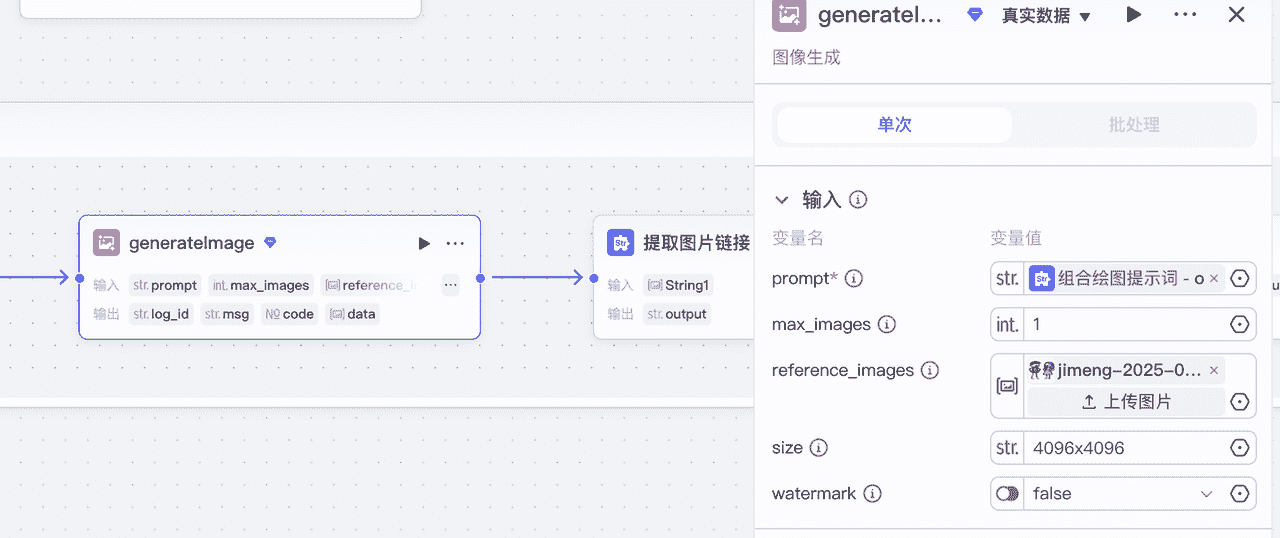 generateImage
输入 str. prompt int. max_images
输出 str. log_id str. msg № code data
提取图片链接
输入 String1
输出 str. output
generateI... 真实数据
图像生成
单次 批处理
输入
变量名 变量值
prompt* str. Str 组合绘图提示词 - o ×
max_images int. 1
reference_images jimeng-2025-0... ×
上传图片
size str. 4096x4096
watermark false